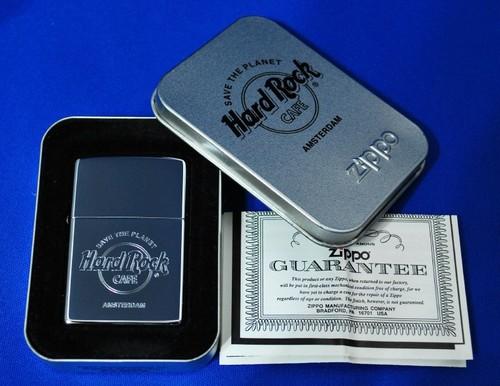 SAVE THE PLANET
Hard Rock
CAFE
®
AMSTERDAM
zippo
SAVE THE PLANET
Hard Rock
CAFE
AMSTERDAM
FAMOUS
Zippo
GUARANTEE
This product or any Zippo, when returned to our factory,
will be put in first-class mechanical condition free of charge, for we
have yet to charge a cent for the repair of a Zippo
regardless of age or condition. The finish, however, is not guaranteed.
ZIPPO MANUFACTURING COMPANY
BRADFORD, PA 16701 USA